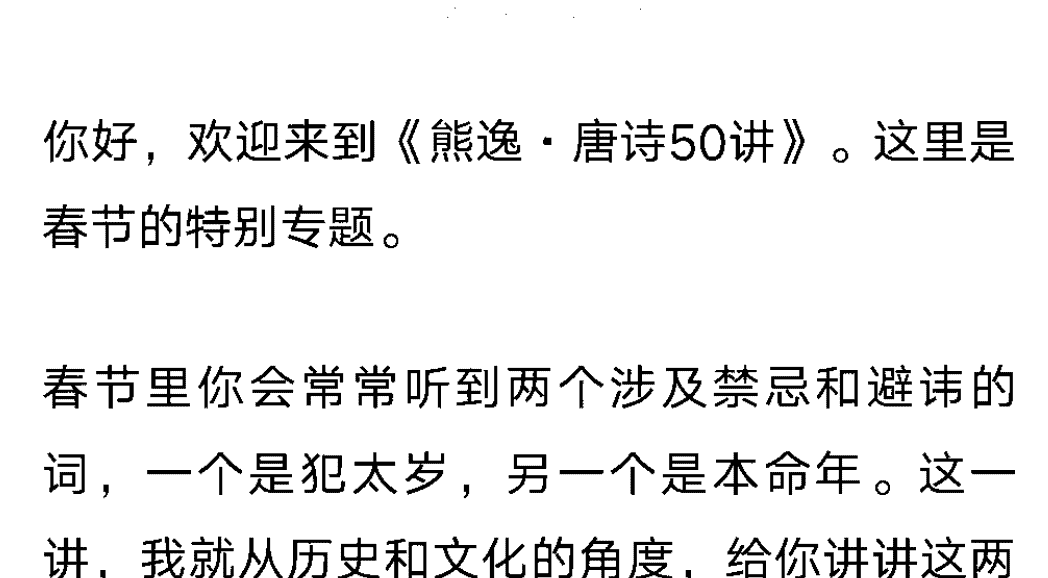 你好，欢迎来到《熊逸·唐诗50讲》。这里是
春节的特别专题。
春节里你会常常听到两个涉及禁忌和避讳的
词，一个是犯太岁，另一个是本命年。这一
讲，我就从历史和文化的角度，给你讲讲这两